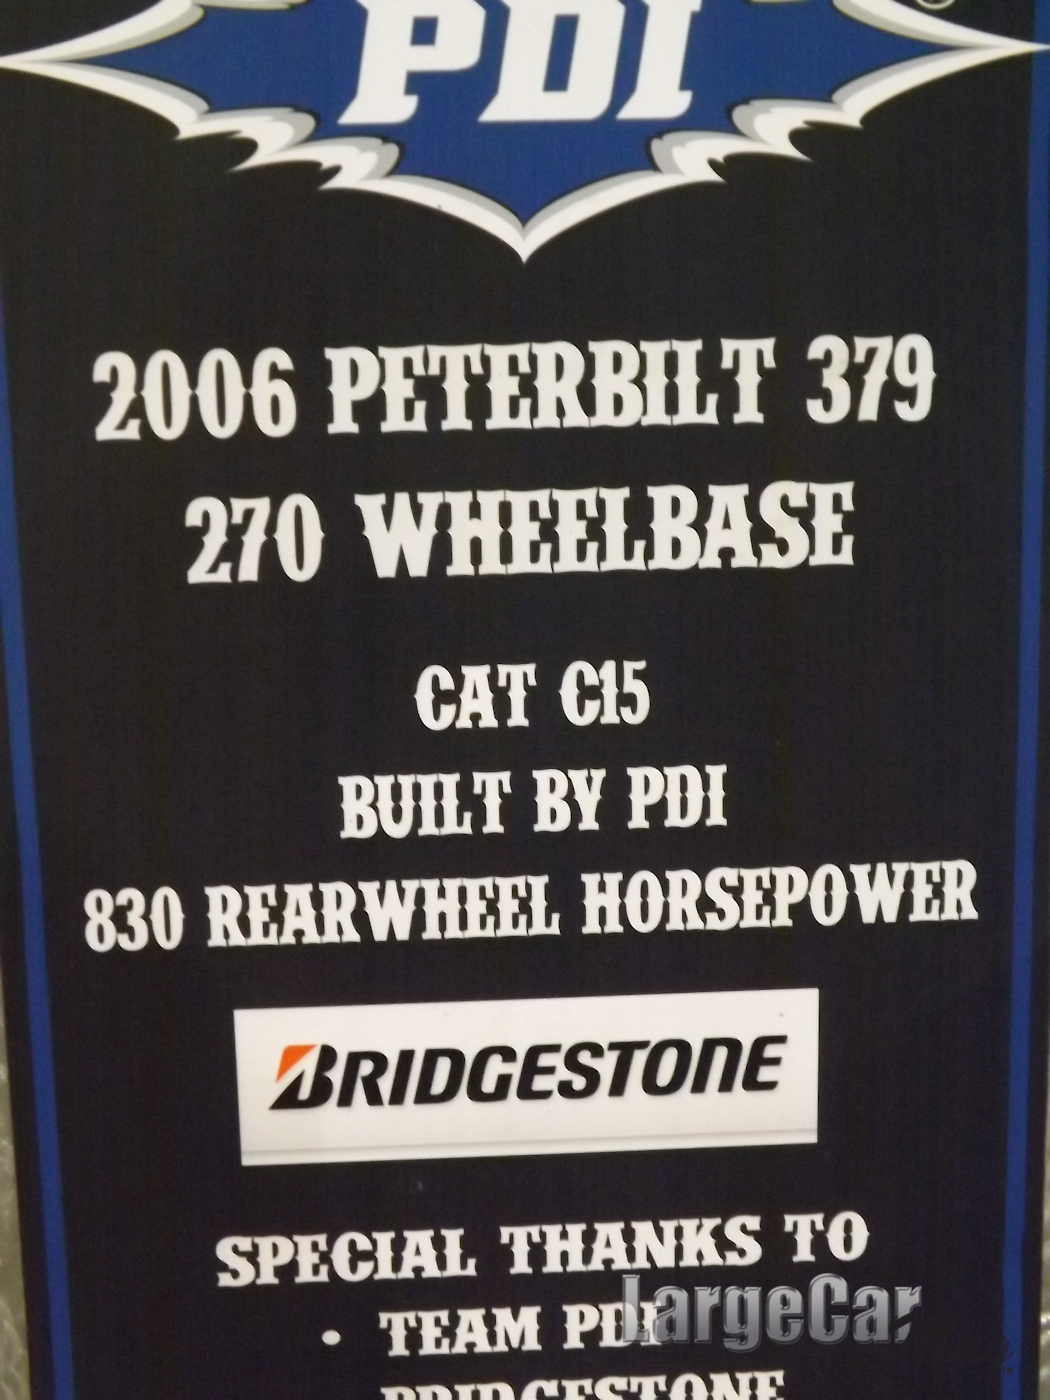 PDI
2006 PETERBILT 379
270 WHEELBASE
CAT C15
BUILT BY PDI
830 REARWHEEL HORSEPOWER
BRIDGESTONE
SPECIAL THANKS TO
• TEAM PDI
LargeCar
BRIDGESTONE